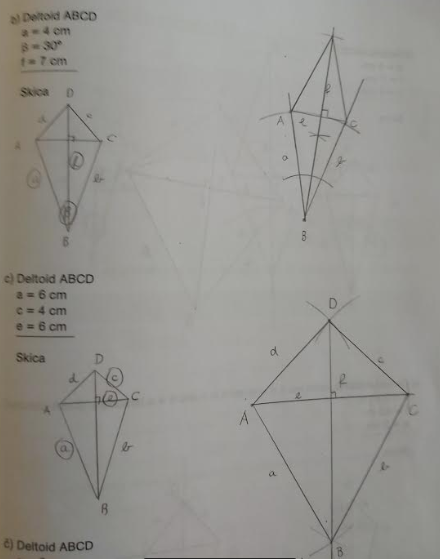 b) Deltoid ABCD
a = 4 cm
β = 30°
f = 7 cm
Skica
D
d c
A C
f
a b
β
B
f
A e C
a b
B
c) Deltoid ABCD
a = 6 cm
c = 4 cm
e = 6 cm
Skica
D
d c
A e C
a b
B
D
d c
e
A C
a b
B
č) Deltoid ABCD